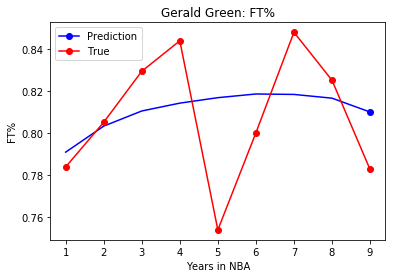 Gerald Green: FT%
Prediction
True
0.84
0.82
0.80
0.78
0.76
FT%
1 2 3 4 5 6 7 8 9
Years in NBA